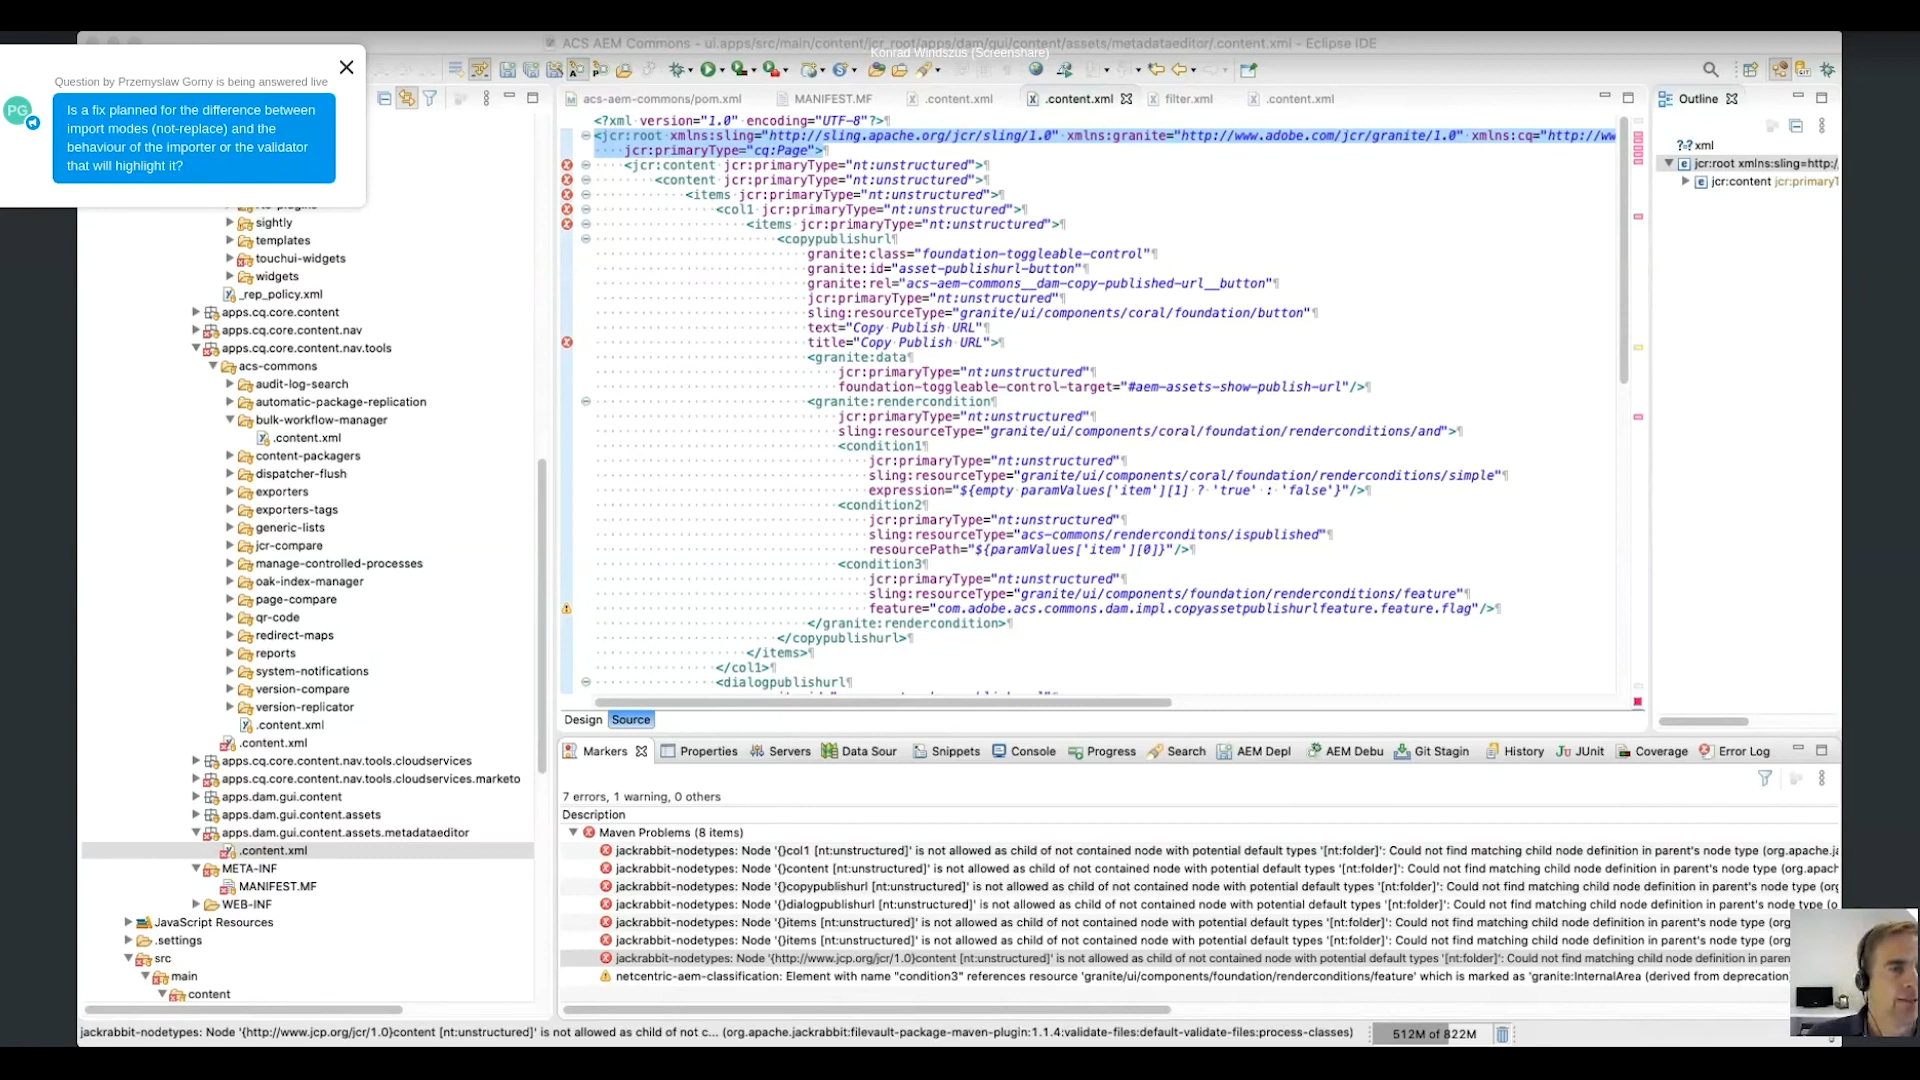 ACS AEM Commons - ui.apps/src/main/content/jcr_root/apps/dam/gui/content/assets/metadataeditor/.content.xml - Eclipse IDE
Konrad Windszus (Screenshare)
Question by Przemyslaw Gorny is being answered live
PG
Is a fix planned for the difference between
import modes (not-replace) and the
behaviour of the importer or the validator
that will highlight it?
sightly
templates
touchui-widgets
widgets
_rep_policy.xml
apps.cq.core.content
apps.cq.core.content.nav
apps.cq.core.content.nav.tools
acs-commons
audit-log-search
automatic-package-replication
bulk-workflow-manager
.content.xml
content-packagers
dispatcher-flush
exporters
exporters-tags
generic-lists
jcr-compare
manage-controlled-processes
oak-index-manager
page-compare
qr-code
redirect-maps
reports
system-notifications
version-compare
version-replicator
.content.xml
.content.xml
apps.cq.core.content.nav.tools.cloudservices
apps.cq.core.content.nav.tools.cloudservices.marketo
apps.dam.gui.content
apps.dam.gui.content.assets
apps.dam.gui.content.assets.metadataeditor
.content.xml
META-INF
MANIFEST.MF
WEB-INF
JavaScript Resources
.settings
src
main
content
acs-aem-commons/pom.xml MANIFEST.MF .content.xml .content.xml filter.xml .content.xml
<?xml version="1.0" encoding="UTF-8"?>
<jcr:root xmlns:sling="http://sling.apache.org/jcr/sling/1.0" xmlns:granite="http://www.adobe.com/jcr/granite/1.0" xmlns:cq="http://ww
jcr:primaryType="cq:Page">
<jcr:content jcr:primaryType="nt:unstructured">
<content jcr:primaryType="nt:unstructured">
<items jcr:primaryType="nt:unstructured">
<col1 jcr:primaryType="nt:unstructured">
<items jcr:primaryType="nt:unstructured">
<copypublishurl
granite:class="foundation-toggleable-control"
granite:id="asset-publishurl-button"
granite:rel="acs-aem-commons__dam-copy-published-url__button"
jcr:primaryType="nt:unstructured"
sling:resourceType="granite/ui/components/coral/foundation/button"
text="Copy Publish URL"
title="Copy Publish URL">
<granite:data
jcr:primaryType="nt:unstructured"
foundation-toggleable-control-target="#aem-assets-show-publish-url"/>
<granite:rendercondition
jcr:primaryType="nt:unstructured"
sling:resourceType="granite/ui/components/coral/foundation/renderconditions/and">
<condition1
jcr:primaryType="nt:unstructured"
sling:resourceType="granite/ui/components/coral/foundation/renderconditions/simple"
expression="${empty paramValues['item'][1] ? 'true' : 'false'}"/>
<condition2
jcr:primaryType="nt:unstructured"
sling:resourceType="acs-commons/renderconditons/ispublished"
resourcePath="${paramValues['item'][0]}"/>
<condition3
jcr:primaryType="nt:unstructured"
sling:resourceType="granite/ui/components/foundation/renderconditions/feature"
feature="com.adobe.acs.commons.dam.impl.copyassetpublishurlfeature.feature.flag"/>
</granite:rendercondition>
</copypublishurl>
</items>
</col1>
<dialogpublishurl
Design Source
Outline
?=? xml
jcr:root xmlns:sling=http:/
jcr:content jcr:primaryT
Markers Properties Servers Data Sour Snippets Console Progress Search AEM Depl AEM Debu Git Stagin History JUnit Coverage Error Log
7 errors, 1 warning, 0 others
Description
Maven Problems (8 items)
jackrabbit-nodetypes: Node '{}col1 [nt:unstructured]' is not allowed as child of not contained node with potential default types '[nt:folder]': Could not find matching child node definition in parent's node type (org.apache.ja
jackrabbit-nodetypes: Node '{}content [nt:unstructured]' is not allowed as child of not contained node with potential default types '[nt:folder]': Could not find matching child node definition in parent's node type (org.apach
jackrabbit-nodetypes: Node '{}copypublishurl [nt:unstructured]' is not allowed as child of not contained node with potential default types '[nt:folder]': Could not find matching child node definition in parent's node type (org
jackrabbit-nodetypes: Node '{}dialogpublishurl [nt:unstructured]' is not allowed as child of not contained node with potential default types '[nt:folder]': Could not find matching child node definition in parent's node type (o
jackrabbit-nodetypes: Node '{}items [nt:unstructured]' is not allowed as child of not contained node with potential default types '[nt:folder]': Could not find matching child node definition in parent's node type (org
jackrabbit-nodetypes: Node '{}items [nt:unstructured]' is not allowed as child of not contained node with potential default types '[nt:folder]': Could not find matching child node definition in parent's node type (org
jackrabbit-nodetypes: Node '{http://www.jcp.org/jcr/1.0}content [nt:unstructured]' is not allowed as child of not contained node with potential default types '[nt:folder]': Could not find matching child node definition in paren
netcentric-aem-classification: Element with name "condition3" references resource 'granite/ui/components/foundation/renderconditions/feature' which is marked as 'granite:InternalArea (derived from deprecation
jackrabbit-nodetypes: Node '{http://www.jcp.org/jcr/1.0}content [nt:unstructured]' is not allowed as child of not c... (org.apache.jackrabbit:filevault-package-maven-plugin:1.1.4:validate-files:default-validate-files:process-classes)
512M of 822M